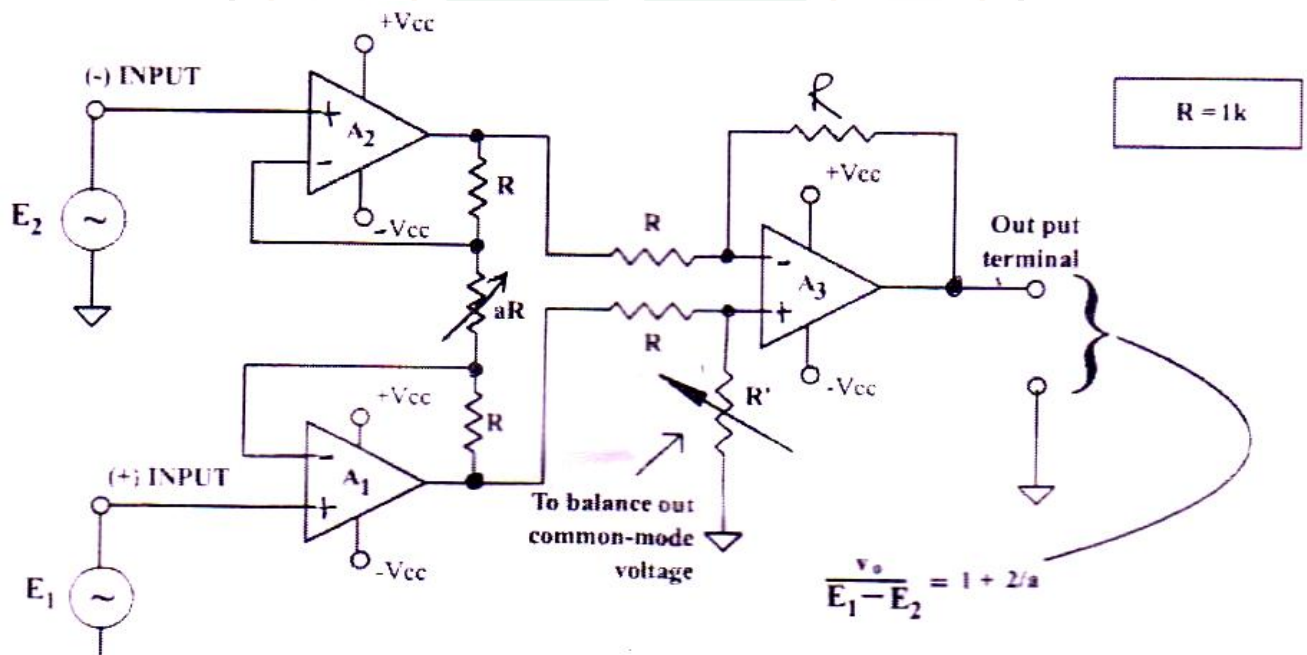 +Vcc
(-) INPUT
+
A2
-
-Vcc
E2
~
R
aR
R
R
R
R
+Vcc
-
A3
+
-Vcc
R'
R = 1k
Out put
terminal
+Vcc
(+) INPUT
-
A1
+
-Vcc
E1
~
To balance out
common-mode
voltage
vo / E1 − E2 = 1 + 2/a